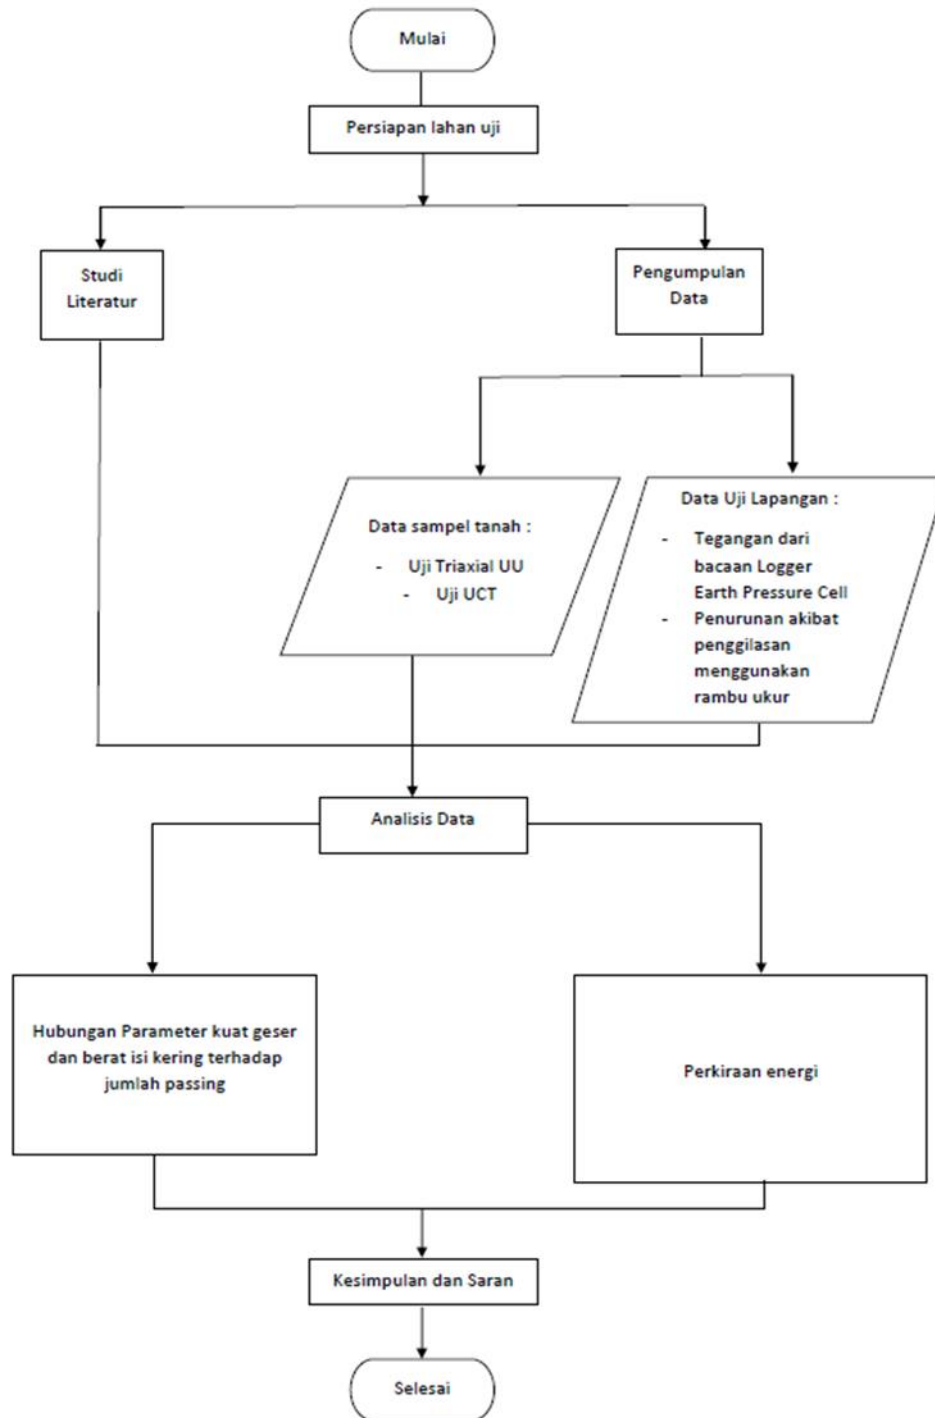 Mulai
Persiapan lahan uji
Studi
Literatur
Pengumpulan
Data
Data sampel tanah :
- Uji Triaxial UU
- Uji UCT
Data Uji Lapangan :
- Tegangan dari
bacaan Logger
Earth Pressure Cell
- Penurunan akibat
penggilasan
menggunakan
rambu ukur
Analisis Data
Hubungan Parameter kuat geser
dan berat isi kering terhadap
jumlah passing
Perkiraan energi
Kesimpulan dan Saran
Selesai